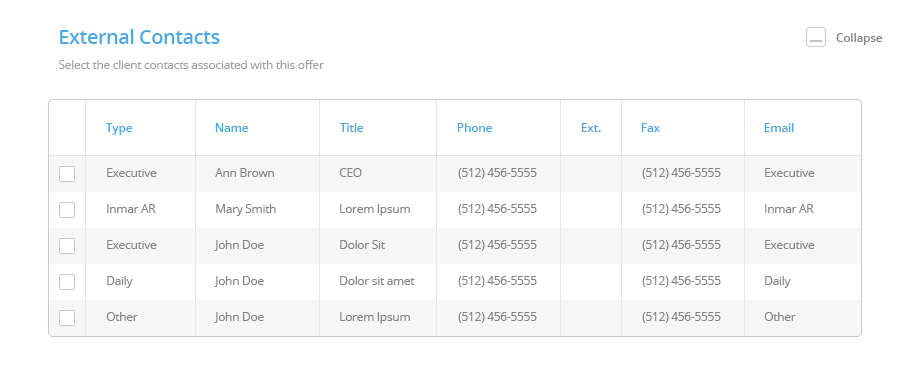 External Contacts
Collapse
Select the client contacts associated with this offer
Type Name Title Phone Ext. Fax Email
Executive Ann Brown CEO (512) 456-5555 (512) 456-5555 Executive
Inmar AR Mary Smith Lorem Ipsum (512) 456-5555 (512) 456-5555 Inmar AR
Executive John Doe Dolor Sit (512) 456-5555 (512) 456-5555 Executive
Daily John Doe Dolor sit amet (512) 456-5555 (512) 456-5555 Daily
Other John Doe Lorem Ipsum (512) 456-5555 (512) 456-5555 Other